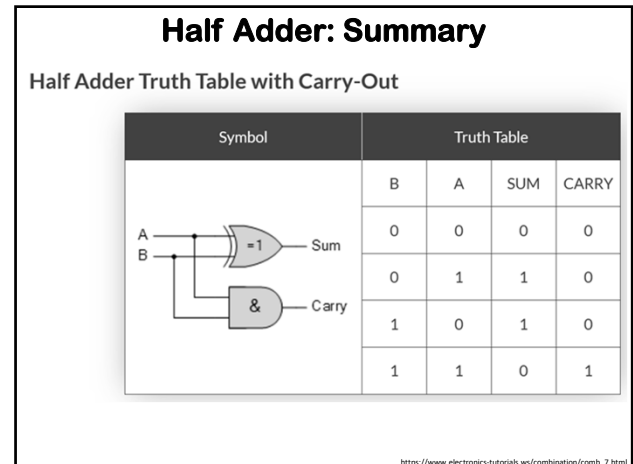 Half Adder: Summary
Half Adder Truth Table with Carry-Out
Symbol Truth Table
B A SUM CARRY
A =1 Sum
B
& Carry
0 0 0 0
0 1 1 0
1 0 1 0
1 1 0 1
https://www.electronics-tutorials.ws/combination/comb_7.html